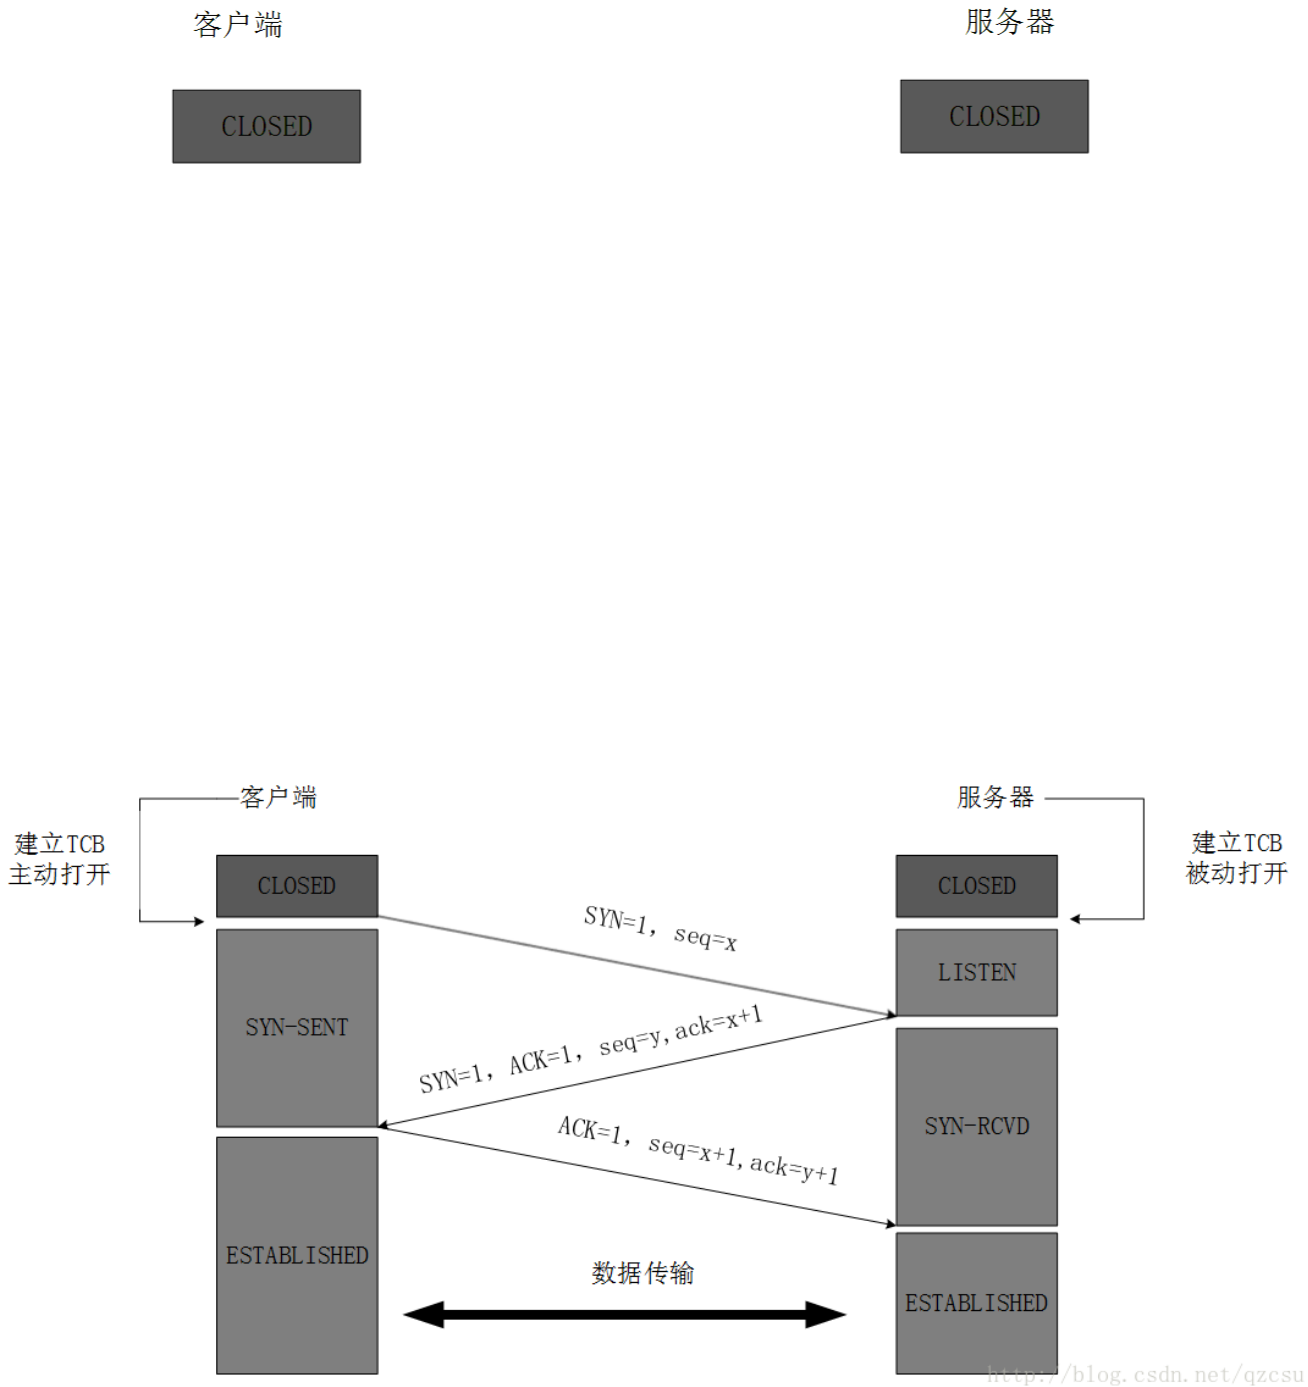 客户端
服务器
CLOSED
CLOSED
客户端
服务器
建立TCB
主动打开
建立TCB
被动打开
CLOSED
CLOSED
SYN=1, seq=x
LISTEN
SYN-SENT
SYN=1, ACK=1, seq=y,ack=x+1
SYN-RCVD
ACK=1, seq=x+1,ack=y+1
ESTABLISHED
数据传输
ESTABLISHED
http://blog.csdn.net/qzcsu